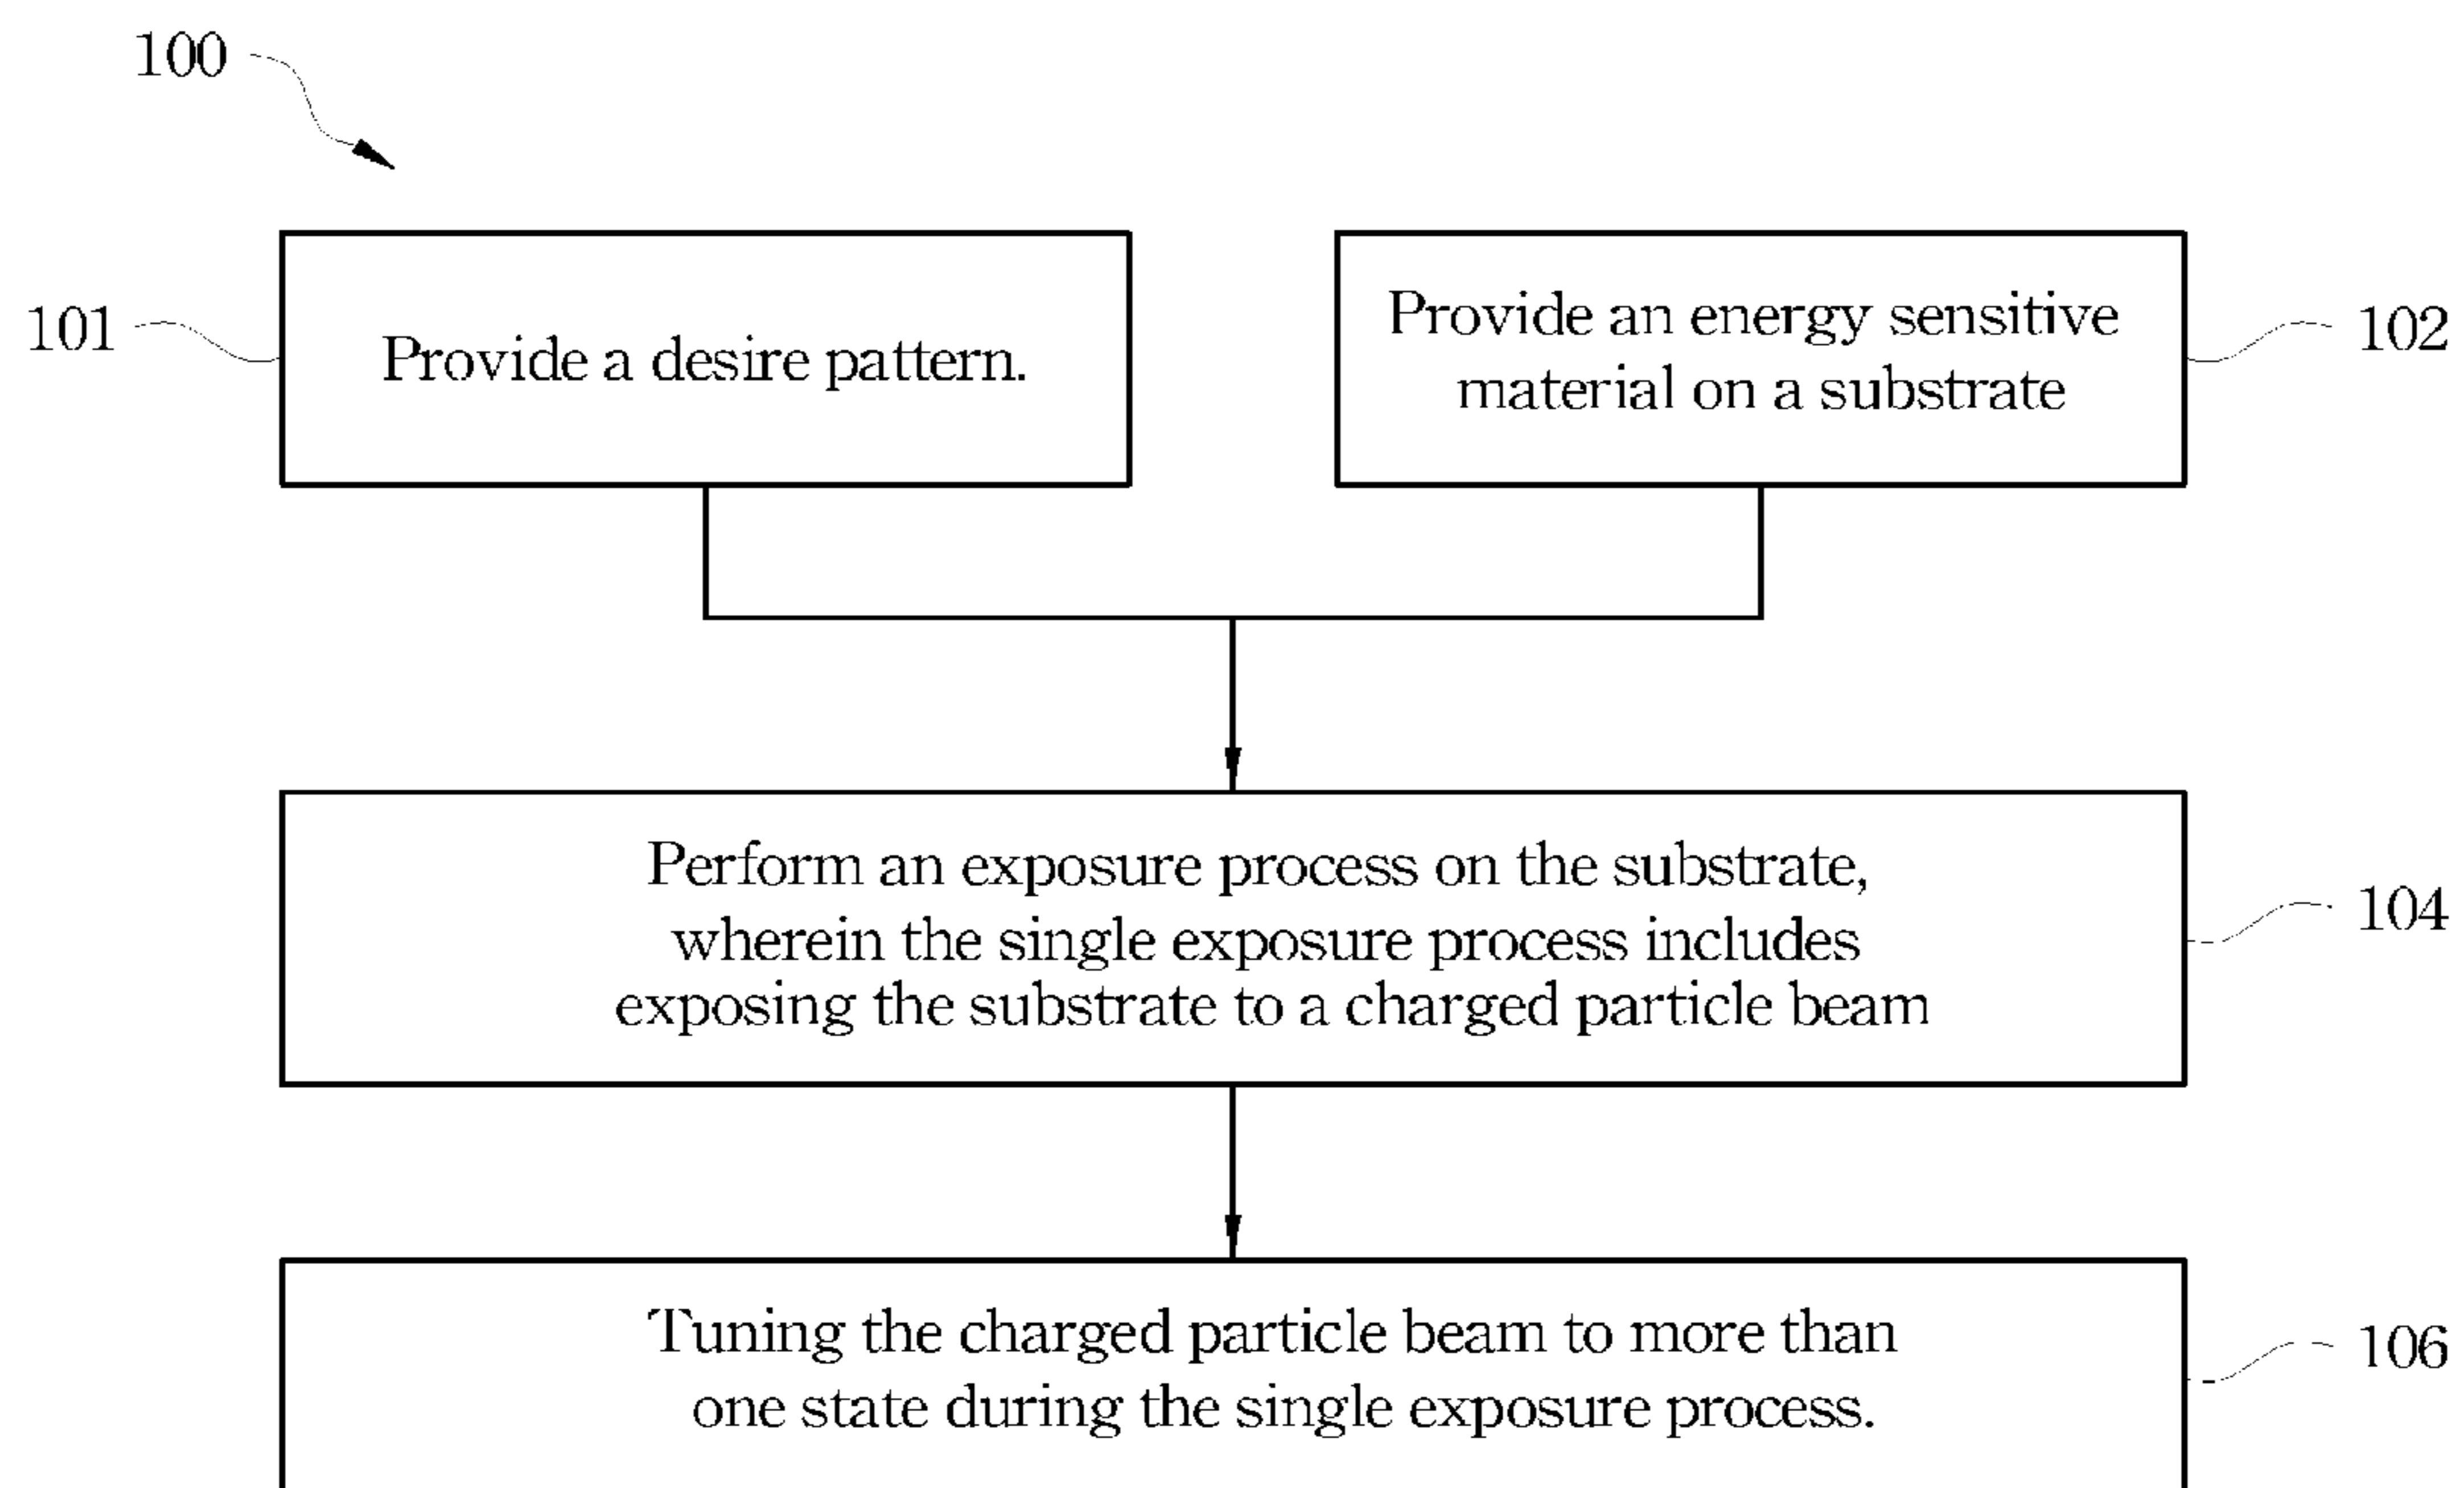 100
101
Provide a desire pattern.
Provide an energy sensitive
material on a substrate
102
Perform an exposure process on the substrate,
wherein the single exposure process includes
exposing the substrate to a charged particle beam
104
Tuning the charged particle beam to more than
one state during the single exposure process.
106